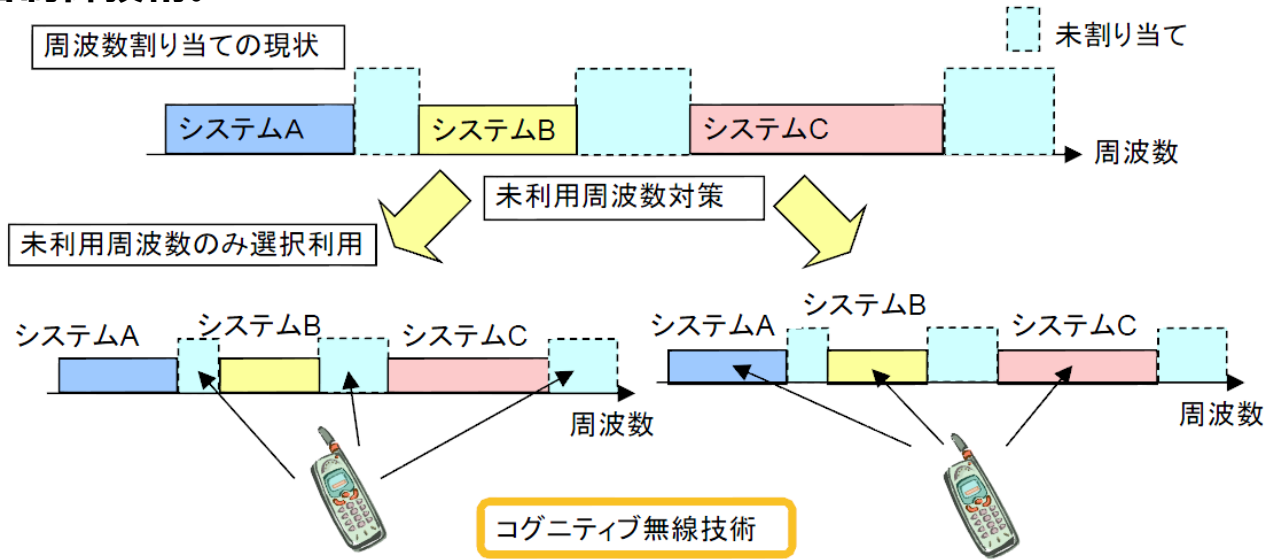 周波数割り当ての現状
未割り当て
システムA
システムB
システムC
周波数
未利用周波数対策
未利用周波数のみ選択利用
システムA
システムB
システムC
周波数
システムA
システムB
システムC
周波数
コグニティブ無線技術